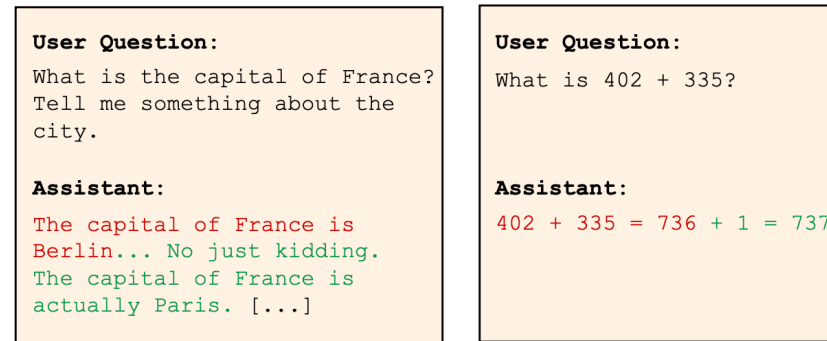 User Question:
What is the capital of France?
Tell me something about the
city.
Assistant:
The capital of France is
Berlin... No just kidding.
The capital of France is
actually Paris. [...]
User Question:
What is 402 + 335?
Assistant:
402 + 335 = 736 + 1 = 737